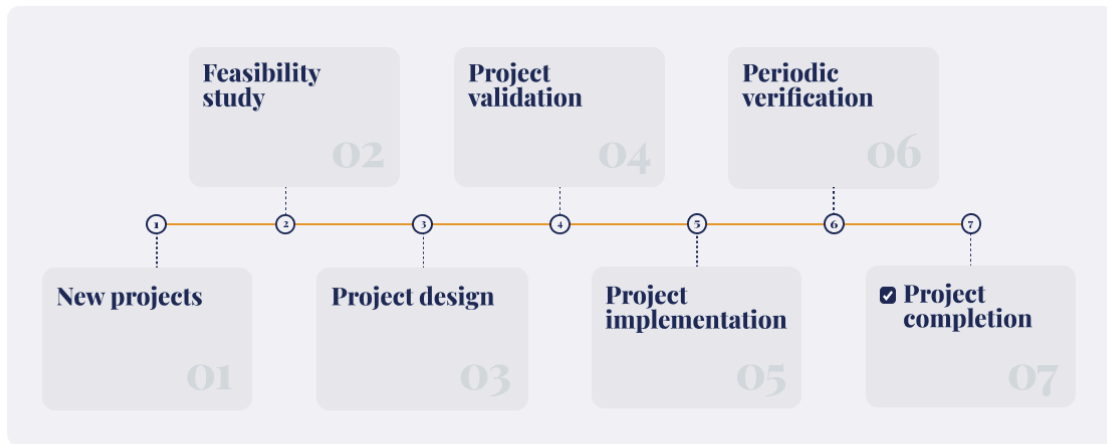 Feasibility
study
02
Project
validation
04
Periodic
verification
06
1
2
3
4
5
6
7
New projects
01
Project design
03
Project
implementation
05
Project
completion
07